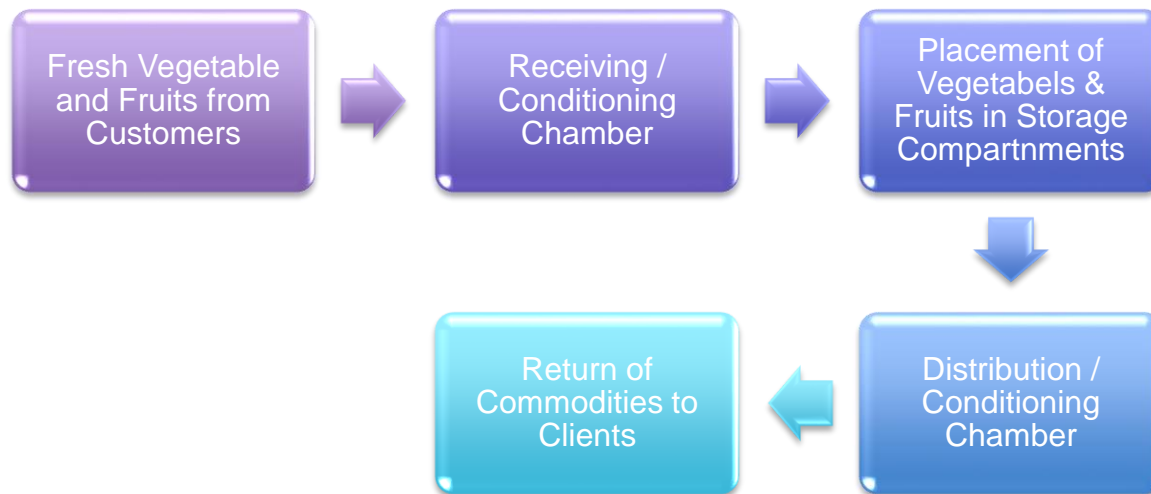 Fresh Vegetable
and Fruits from
Customers
Receiving /
Conditioning
Chamber
Placement of
Vegetabels &
Fruits in Storage
Compartnments
Distribution /
Conditioning
Chamber
Return of
Commodities to
Clients